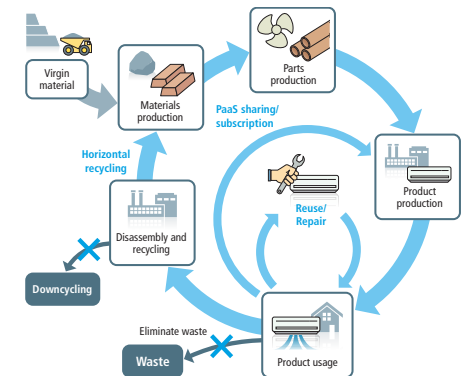 Virgin
material
Materials
production
Parts
production
PaaS sharing/
subscription
Horizontal
recycling
Product
production
Reuse/
Repair
Disassembly and
recycling
Downcycling
Eliminate waste
Waste
Product usage